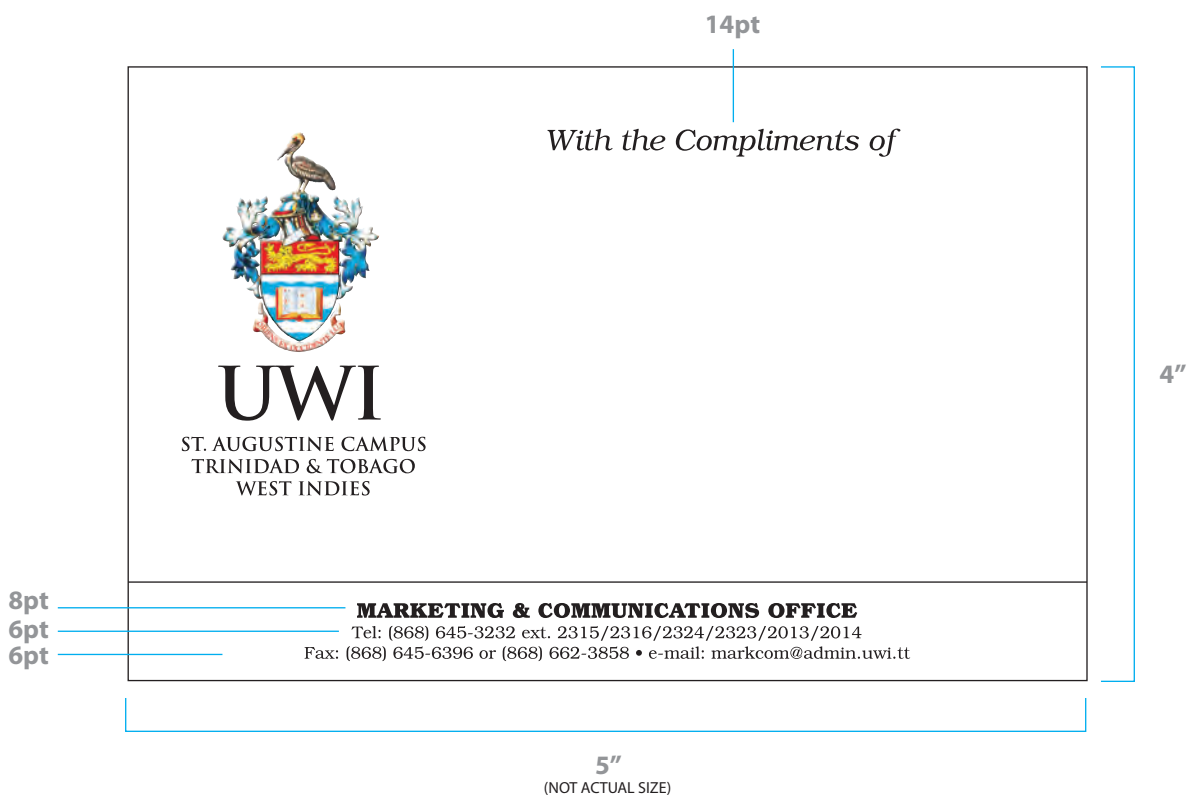 14pt
With the Compliments of
UWI
ST. AUGUSTINE CAMPUS
TRINIDAD & TOBAGO
WEST INDIES
4”
8pt
MARKETING & COMMUNICATIONS OFFICE
6pt
Tel: (868) 645-3232 ext. 2315/2316/2324/2323/2013/2014
6pt
Fax: (868) 645-6396 or (868) 662-3858 • e-mail: markcom@admin.uwi.tt
5”
(NOT ACTUAL SIZE)